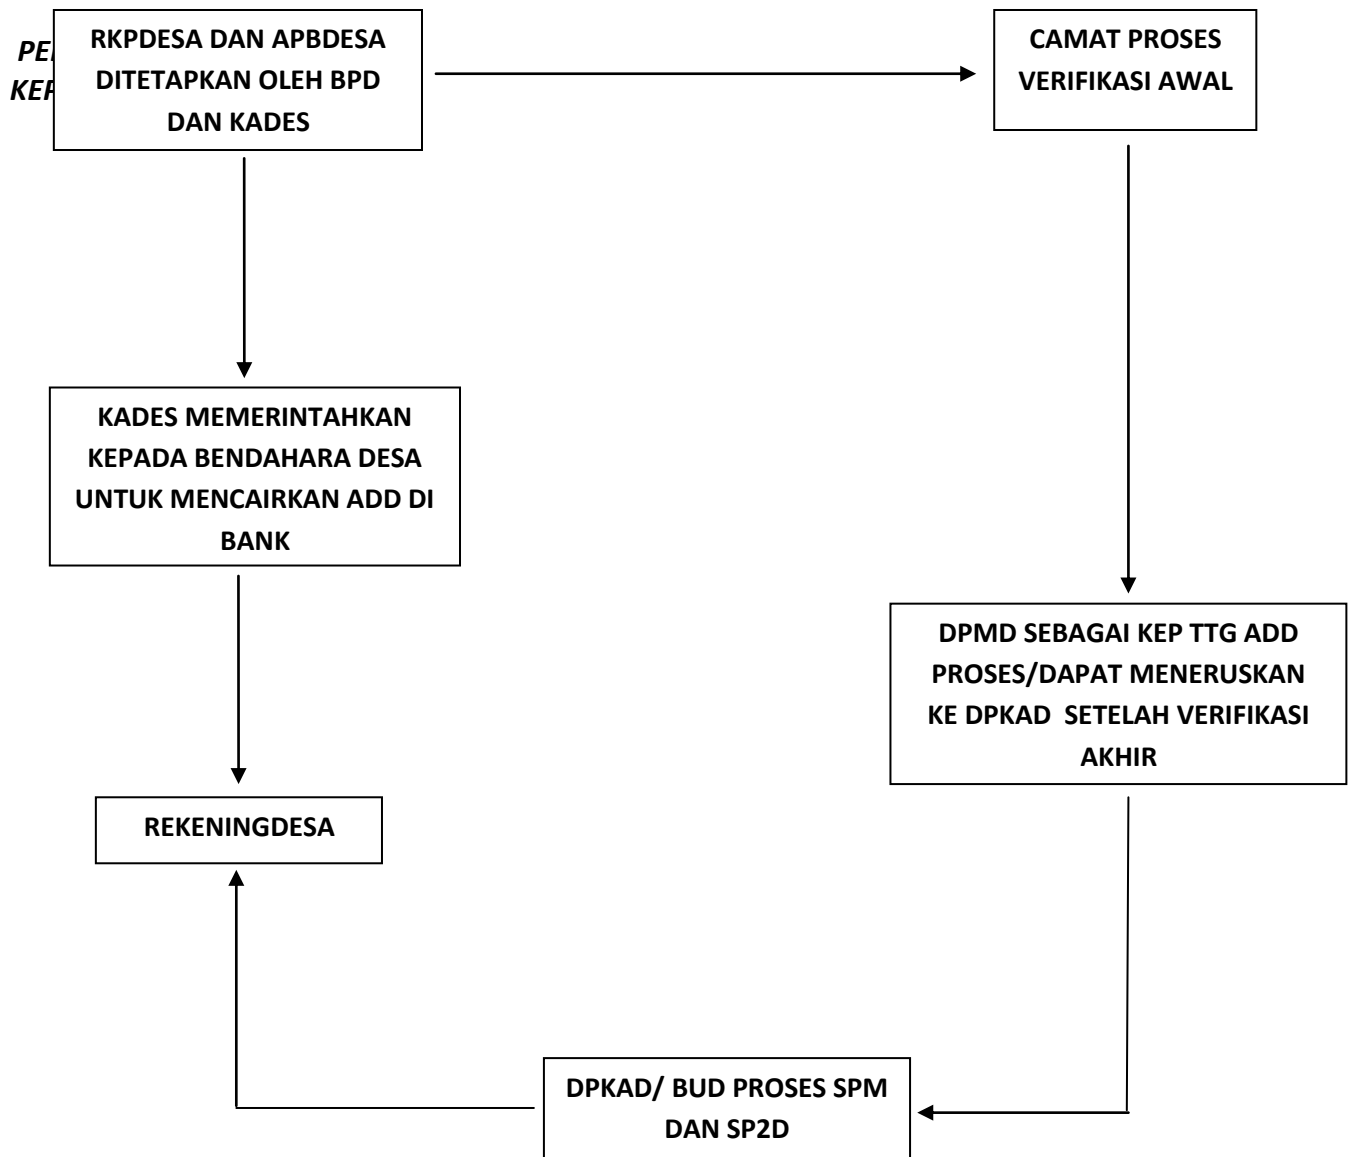 RKPDESA DAN APBDESA
DITETAPKAN OLEH BPD
DAN KADES
CAMAT PROSES
VERIFIKASI AWAL
KADES MEMERINTAHKAN
KEPADA BENDAHARA DESA
UNTUK MENCAIRKAN ADD DI
BANK
DPMD SEBAGAI KEP TTG ADD
PROSES/DAPAT MENERUSKAN
KE DPKAD SETELAH VERIFIKASI
AKHIR
REKENINGDESA
DPKAD/ BUD PROSES SPM
DAN SP2D